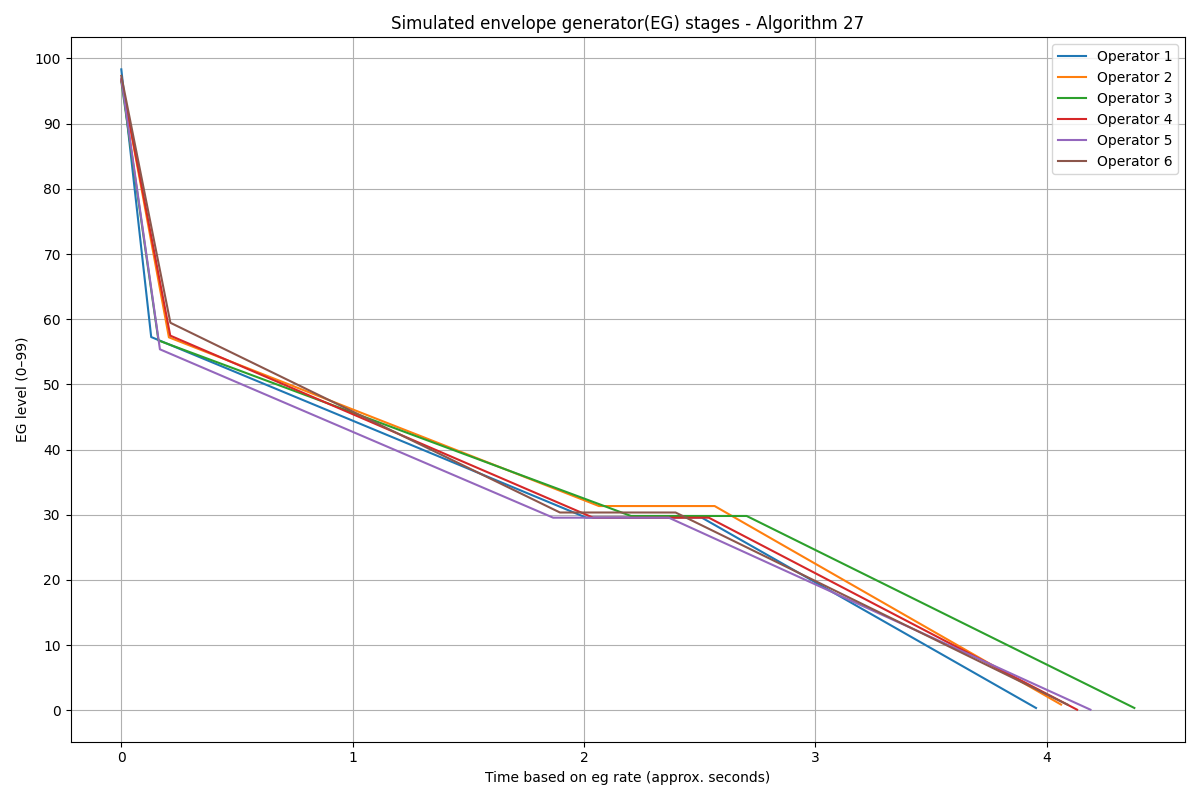 Simulated envelope generator(EG) stages - Algorithm 27
EG level (0–99)
100
90
80
70
60
50
40
30
20
10
0
Operator 1
Operator 2
Operator 3
Operator 4
Operator 5
Operator 6
0 1 2 3 4
Time based on eg rate (approx. seconds)